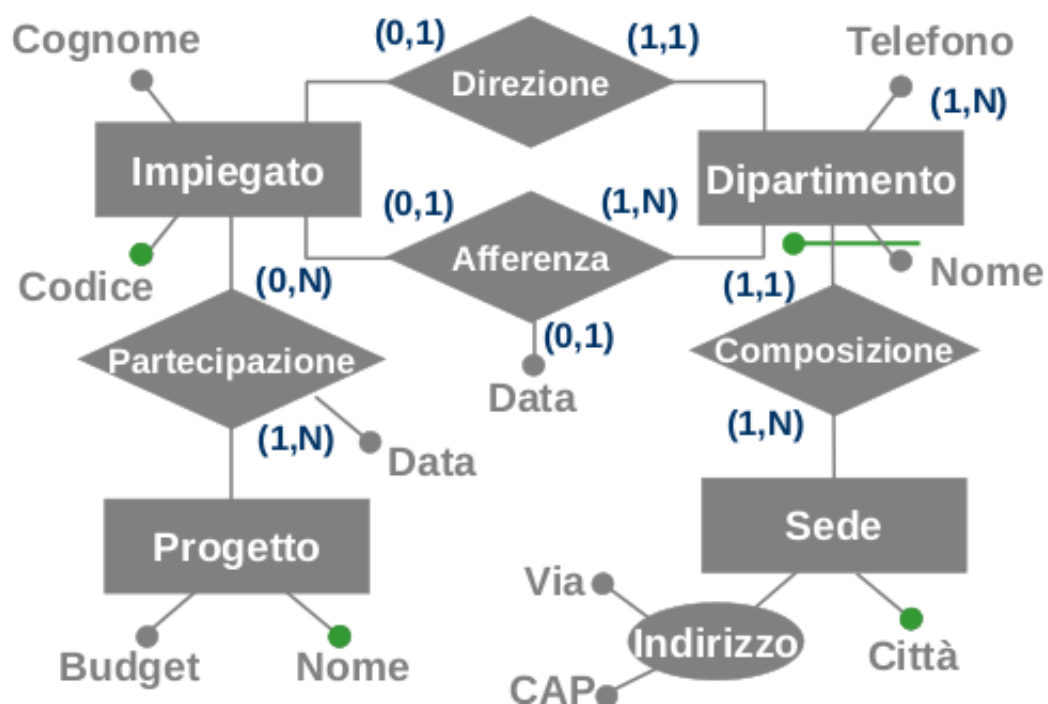 Cognome
(0,1)
Direzione
(1,1)
Telefono
(1,N)
Impiegato
Dipartimento
(0,1)
Afferenza
(1,N)
Codice
(0,N)
(1,1)
Nome
Partecipazione
(0,1)
Data
Composizione
(1,N)
Data
(1,N)
Progetto
Sede
Via
Indirizzo
Città
Budget
Nome
CAP